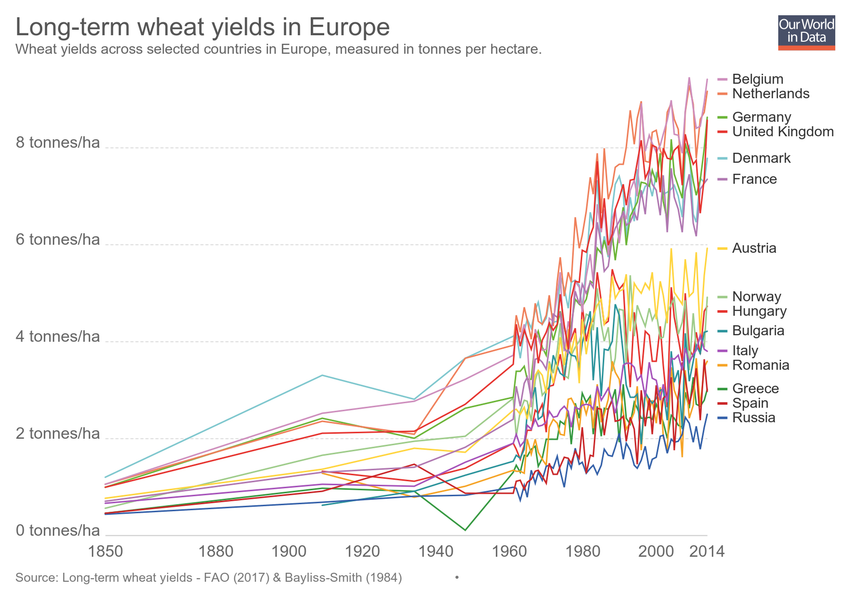 Long-term wheat yields in Europe
Wheat yields across selected countries in Europe, measured in tonnes per hectare.
Our World
in Data
8 tonnes/ha
6 tonnes/ha
4 tonnes/ha
2 tonnes/ha
0 tonnes/ha
1850
1880
1900
1920
1940
1960
1980
2000
2014
Belgium
Netherlands
Germany
United Kingdom
Denmark
France
Austria
Norway
Hungary
Bulgaria
Italy
Romania
Greece
Spain
Russia
Source: Long-term wheat yields - FAO (2017) & Bayliss-Smith (1984) •